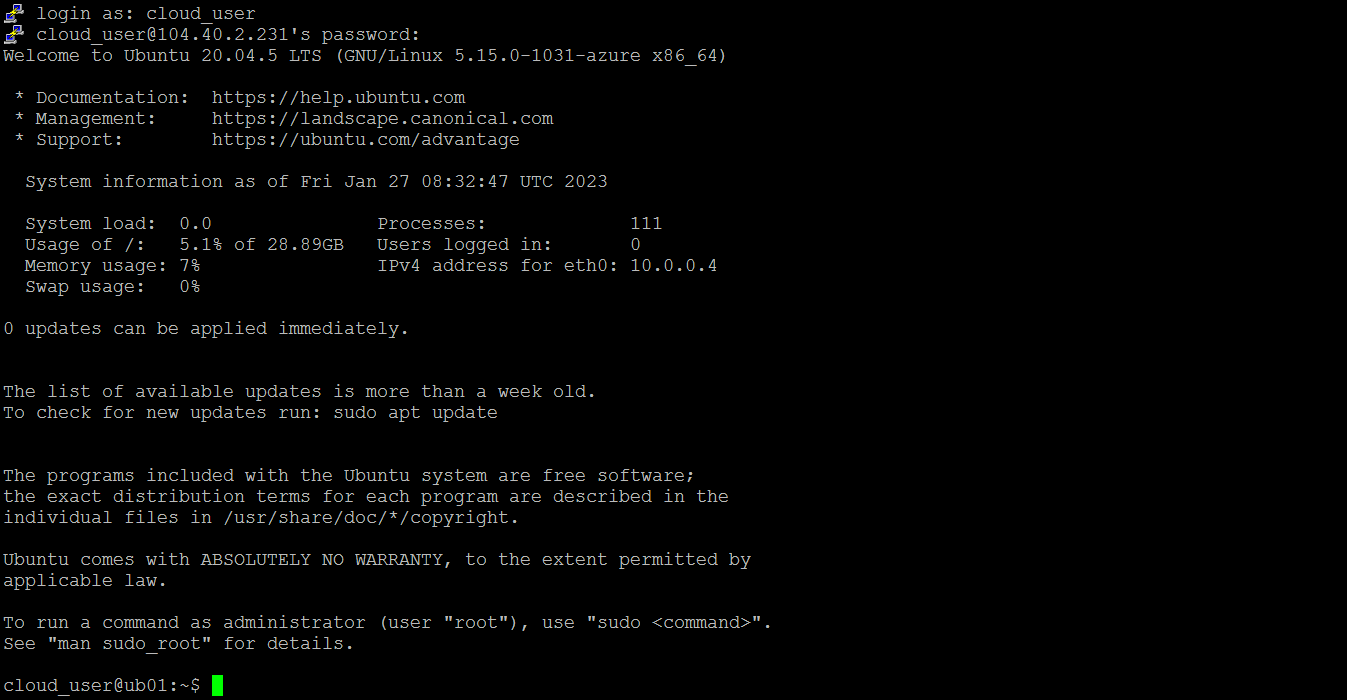 login as: cloud_user
cloud_user@104.40.2.231's password:
Welcome to Ubuntu 20.04.5 LTS (GNU/Linux 5.15.0-1031-azure x86_64)
* Documentation:  https://help.ubuntu.com
* Management:     https://landscape.canonical.com
* Support:        https://ubuntu.com/advantage
System information as of Fri Jan 27 08:32:47 UTC 2023
System load:  0.0               Processes:             111
Usage of /:   5.1% of 28.89GB   Users logged in:       0
Memory usage: 7%                IPv4 address for eth0: 10.0.0.4
Swap usage:   0%
0 updates can be applied immediately.
The list of available updates is more than a week old.
To check for new updates run: sudo apt update
The programs included with the Ubuntu system are free software;
the exact distribution terms for each program are described in the
individual files in /usr/share/doc/*/copyright.
Ubuntu comes with ABSOLUTELY NO WARRANTY, to the extent permitted by
applicable law.
To run a command as administrator (user "root"), use "sudo <command>".
See "man sudo_root" for details.
cloud_user@ub01:~$